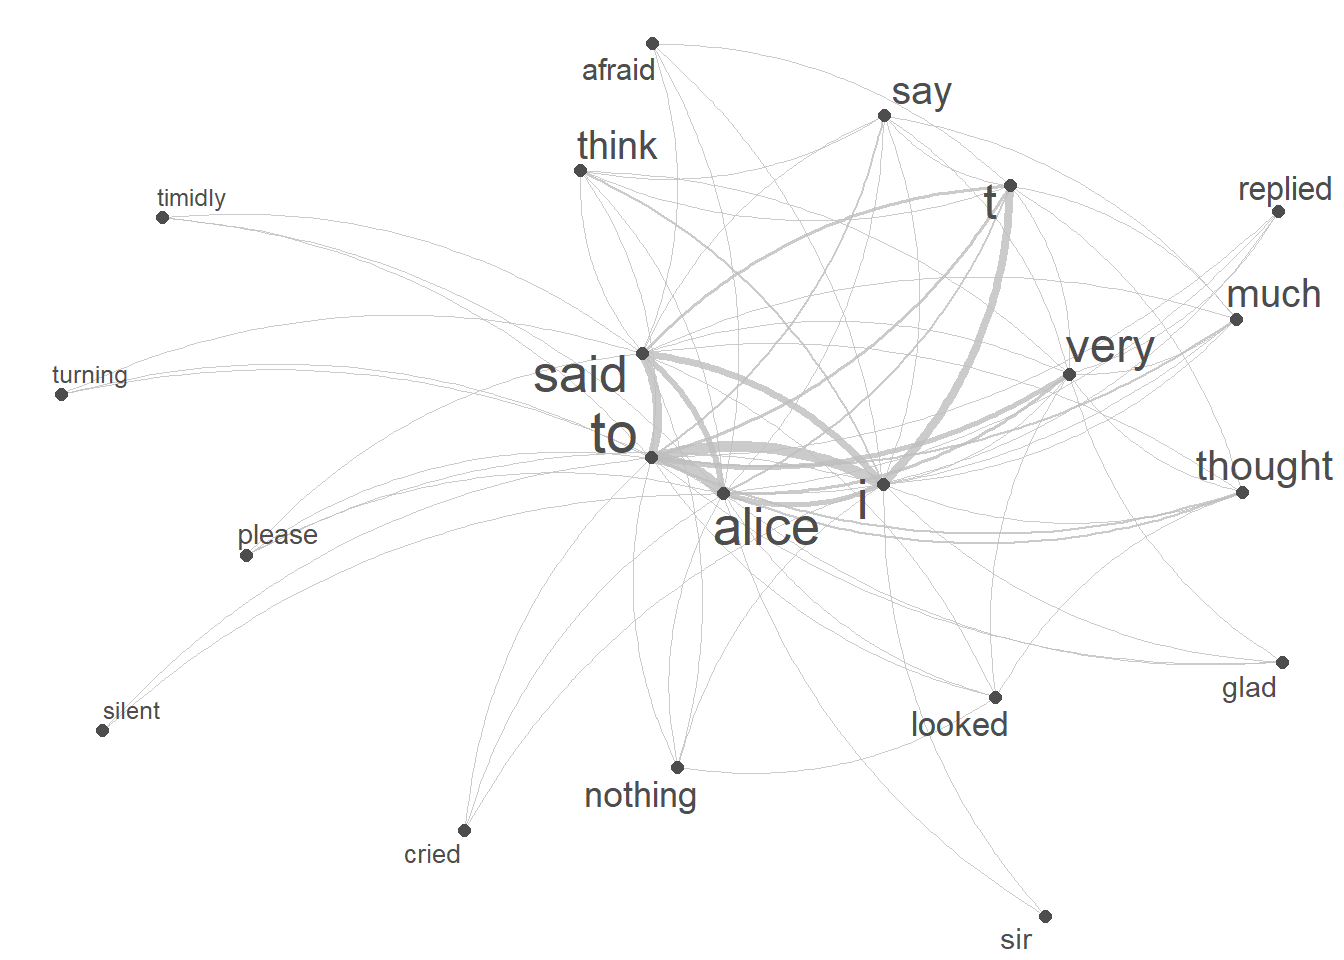 afraid
say
think
timidly
t
replied
much
very
said
turning
to
thought
i
alice
please
glad
silent
looked
nothing
cried
sir